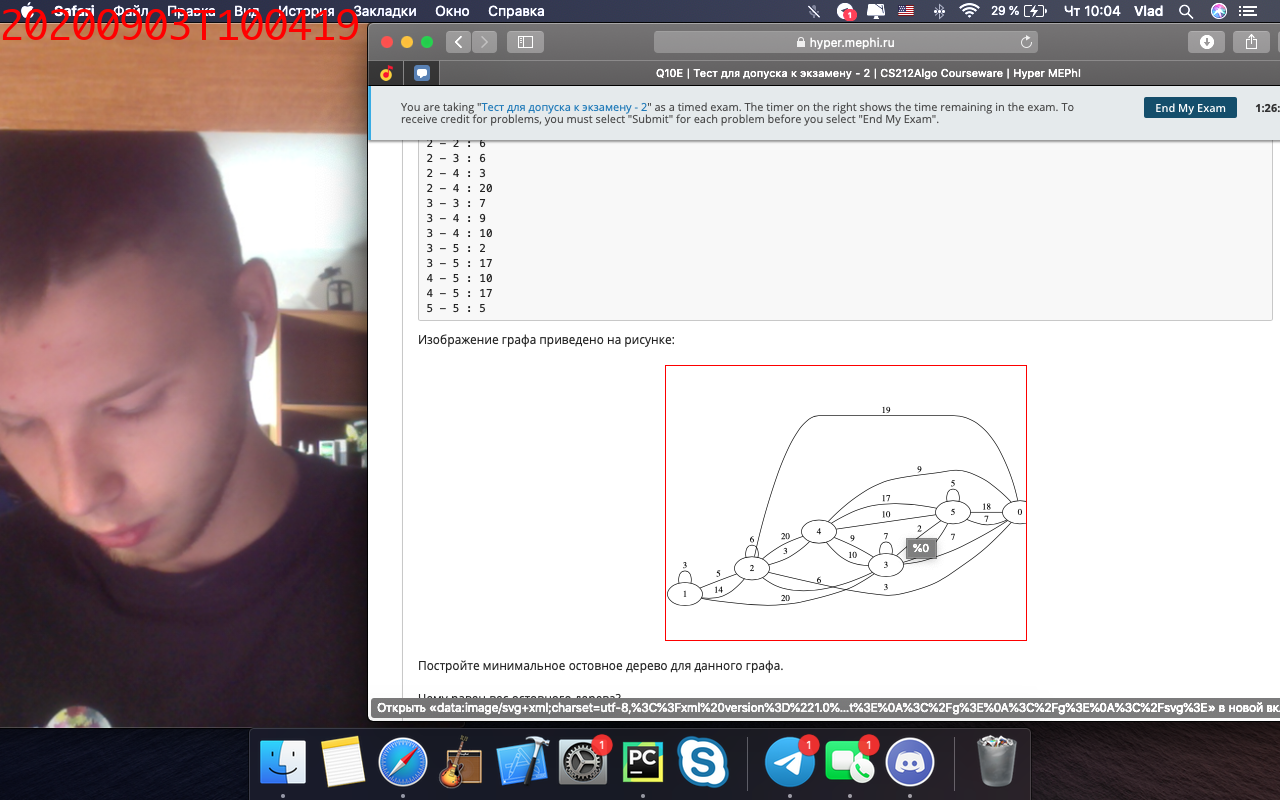 20200903T100419
Safari Файл Правка Вид История Закладки Окно Справка
1 29 % Чт 10:04 Vlad
hyper.mephi.ru
Q10E | Тест для допуска к экзамену - 2 | CS212Algo Courseware | Hyper MEPhI
You are taking "Тест для допуска к экзамену - 2" as a timed exam. The timer on the right shows the time remaining in the exam. To
receive credit for problems, you must select "Submit" for each problem before you select "End My Exam".
End My Exam
1:26:
2 – 2 : 6
2 – 3 : 6
2 – 4 : 3
2 – 4 : 20
3 – 3 : 7
3 – 4 : 9
3 – 4 : 10
3 – 5 : 2
3 – 5 : 17
4 – 5 : 10
4 – 5 : 17
5 – 5 : 5
Изображение графа приведено на рисунке:
19
9
5
17
18
5
0
10
7
4
2
20
9
7
7
6
3
10
%0
3
2
3
5
6
3
1
14
20
Постройте минимальное остовное дерево для данного графа.
Чему равен вес остовного дерева?
Открыть «data:image/svg+xml;charset=utf-8,%3C%3Fxml%20version%3D%221.0%...t%3E%0A%3C%2Fg%3E%0A%3C%2Fg%3E%0A%3C%2Fsvg%3E» в новой вк
1
PC
1
1